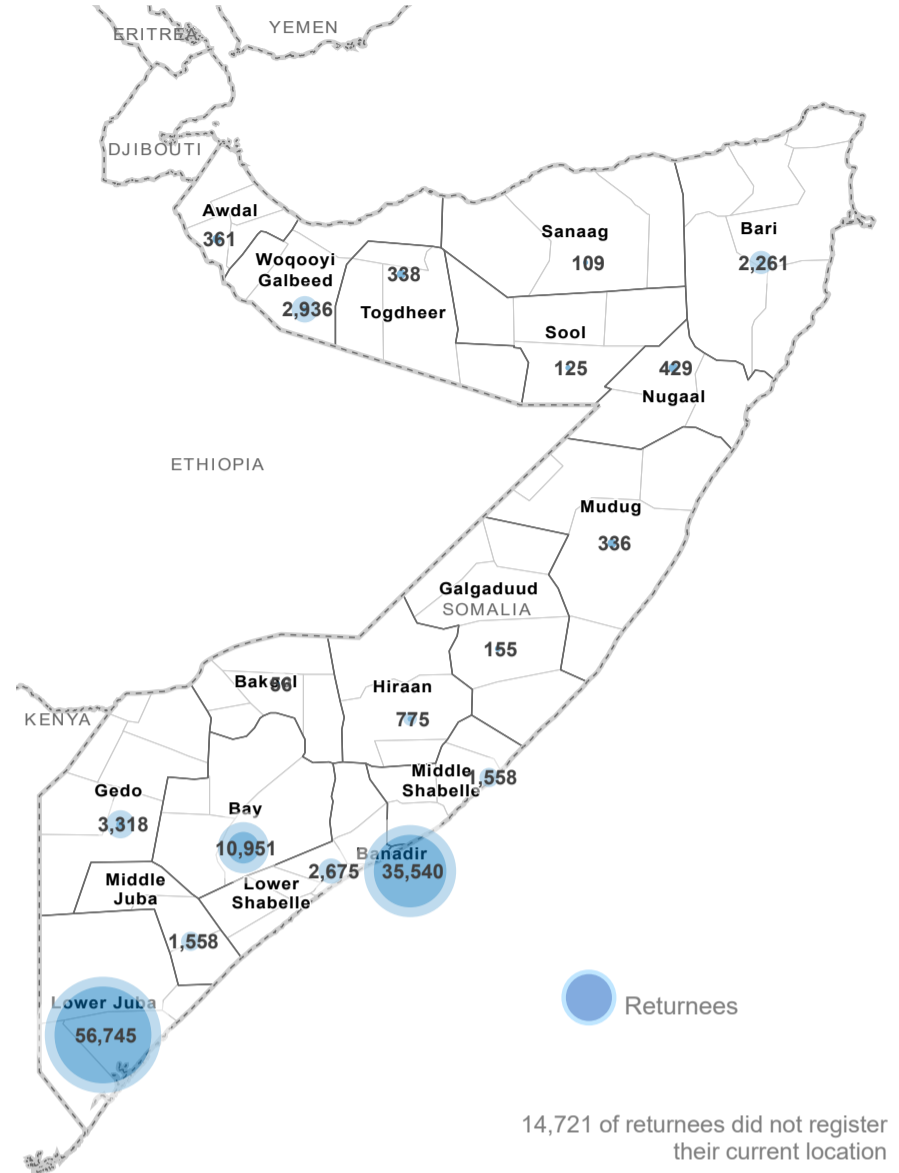 ERITREA
YEMEN
DJIBOUTI
Awdal
361
Woqooyi
Galbeed
2,936
338
Togdheer
Sanaag
109
Bari
2,261
Sool
125
429
Nugaal
ETHIOPIA
Mudug
336
Galgaduud
SOMALIA
155
Bakool
56
Hiraan
775
KENYA
Middle
Shabelle
1,558
Gedo
3,318
Bay
10,951
Banadir
35,540
2,675
Lower
Shabelle
Middle
Juba
1,558
Lower Juba
56,745
Returnees
14,721 of returnees did not register
their current location